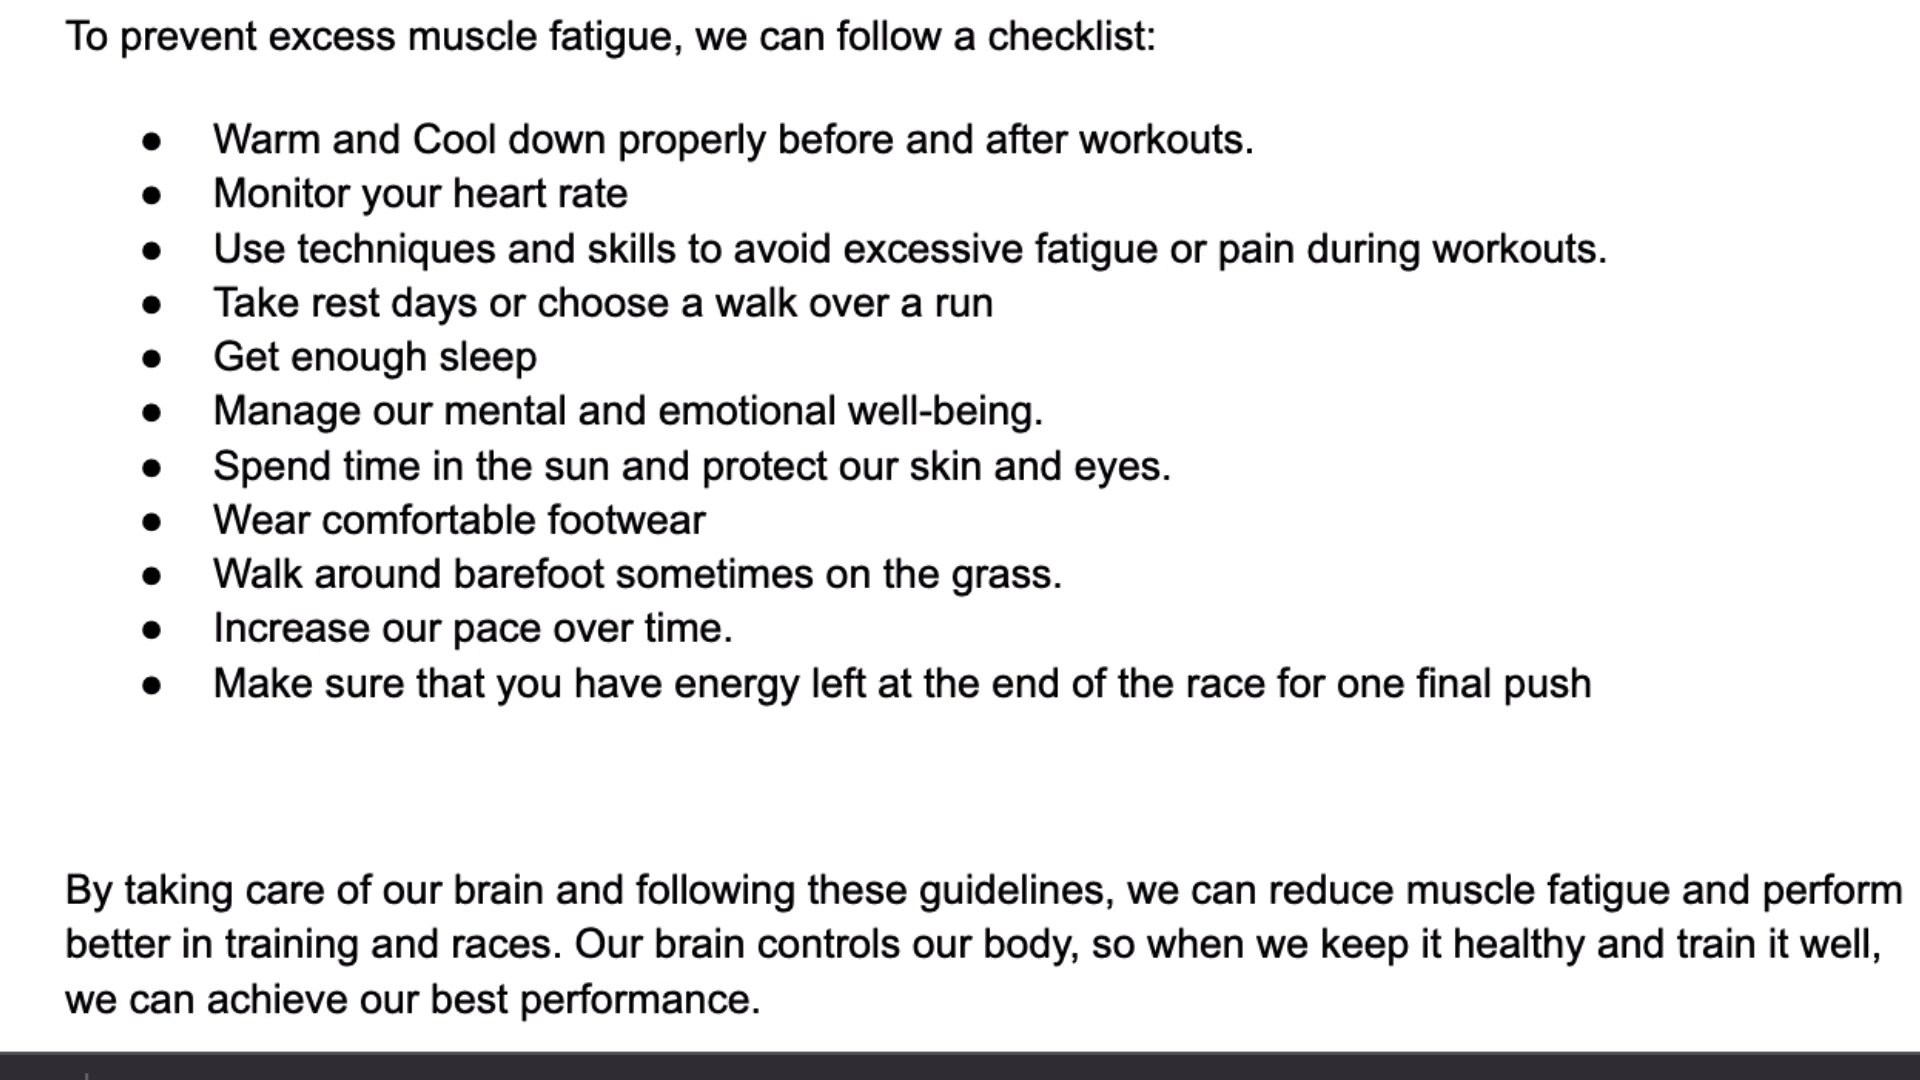 To prevent excess muscle fatigue, we can follow a checklist:
● Warm and Cool down properly before and after workouts.
● Monitor your heart rate
● Use techniques and skills to avoid excessive fatigue or pain during workouts.
● Take rest days or choose a walk over a run
● Get enough sleep
● Manage our mental and emotional well-being.
● Spend time in the sun and protect our skin and eyes.
● Wear comfortable footwear
● Walk around barefoot sometimes on the grass.
● Increase our pace over time.
● Make sure that you have energy left at the end of the race for one final push
By taking care of our brain and following these guidelines, we can reduce muscle fatigue and perform
better in training and races. Our brain controls our body, so when we keep it healthy and train it well,
we can achieve our best performance.